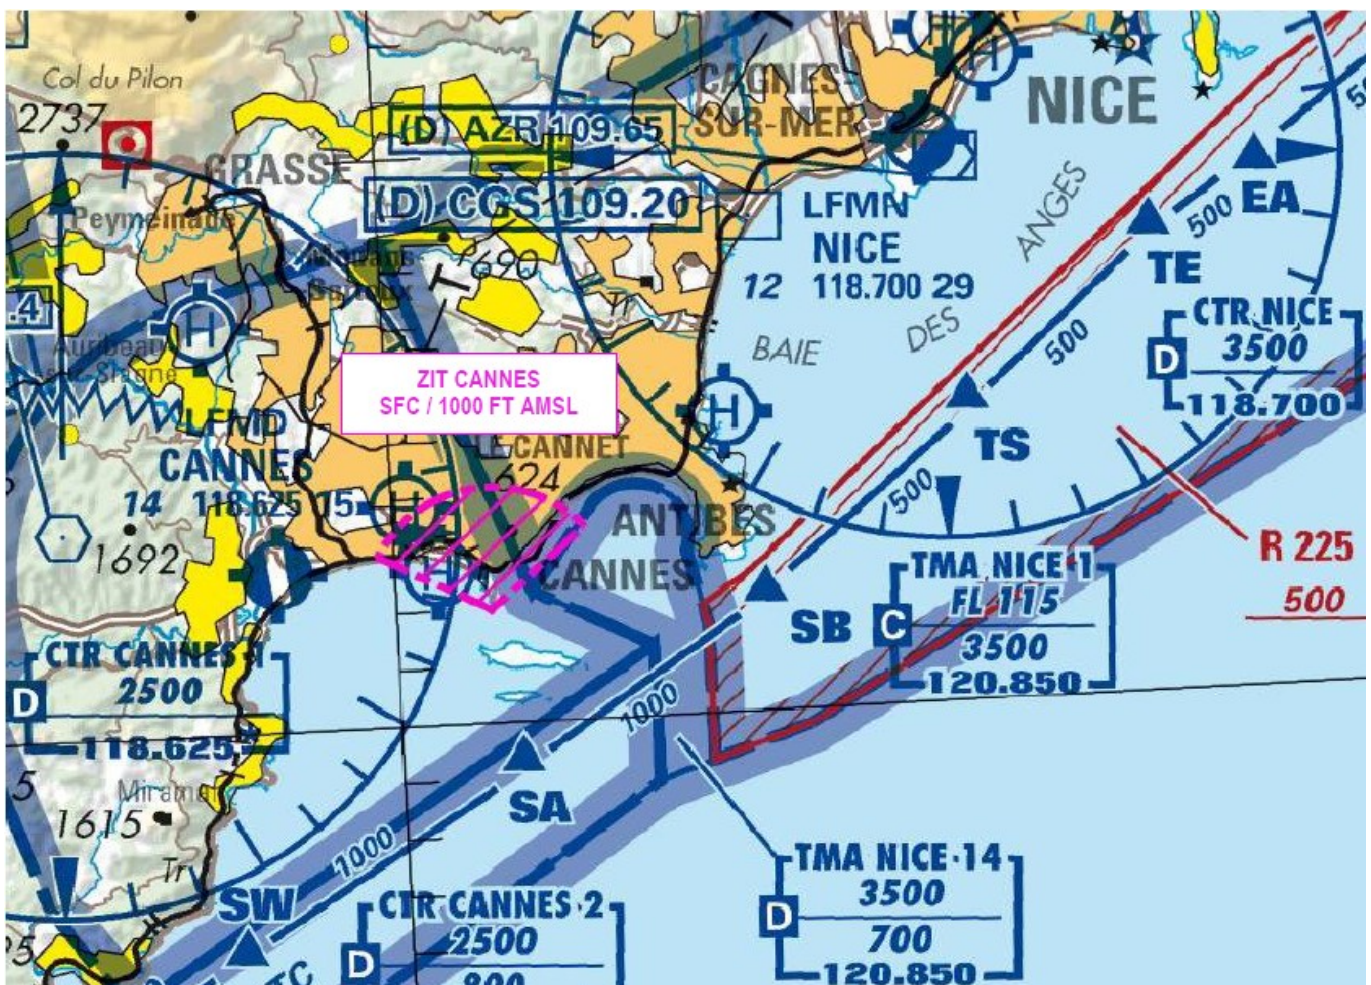 Col du Pilon
2737
GRASSE
Peymeinade
(D) AZR 109.65
(D) CGS 109.20
CAGNES-
SUR-MER
NICE
LFMN
NICE
12 118.700 29
BAIE
DES
ANGES
EA
500
TE
500
TS
500
CTR NICE
3500
D
118.700
1690
.4
H
H
H
ZIT CANNES
SFC / 1000 FT AMSL
LE CANNET
624
LFMD
CANNES
14 118.625 15
1692
H
ANTIBES
CANNES
R 225
500
TMA NICE 1
FL 115
C
3500
120.850
SB
1000
CTR CANNES 1
2500
D
118.625
SA
5
Miramar
1615
Tr
1000
SW
CTR CANNES 2
2500
D
TMA NICE 14
3500
D
700
120.850